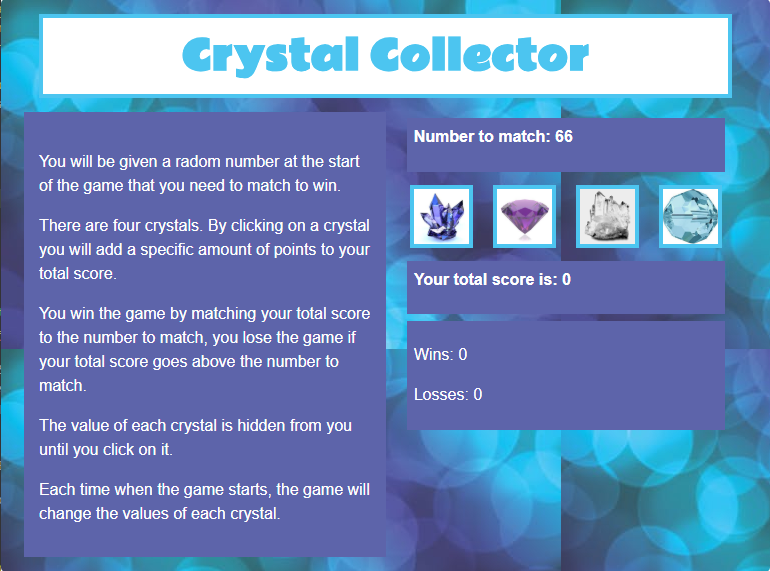 Crystal Collector
You will be given a radom number at the start
of the game that you need to match to win.
There are four crystals. By clicking on a crystal
you will add a specific amount of points to your
total score.
You win the game by matching your total score
to the number to match, you lose the game if
your total score goes above the number to
match.
The value of each crystal is hidden from you
until you click on it.
Each time when the game starts, the game will
change the values of each crystal.
Number to match: 66
Your total score is: 0
Wins: 0
Losses: 0